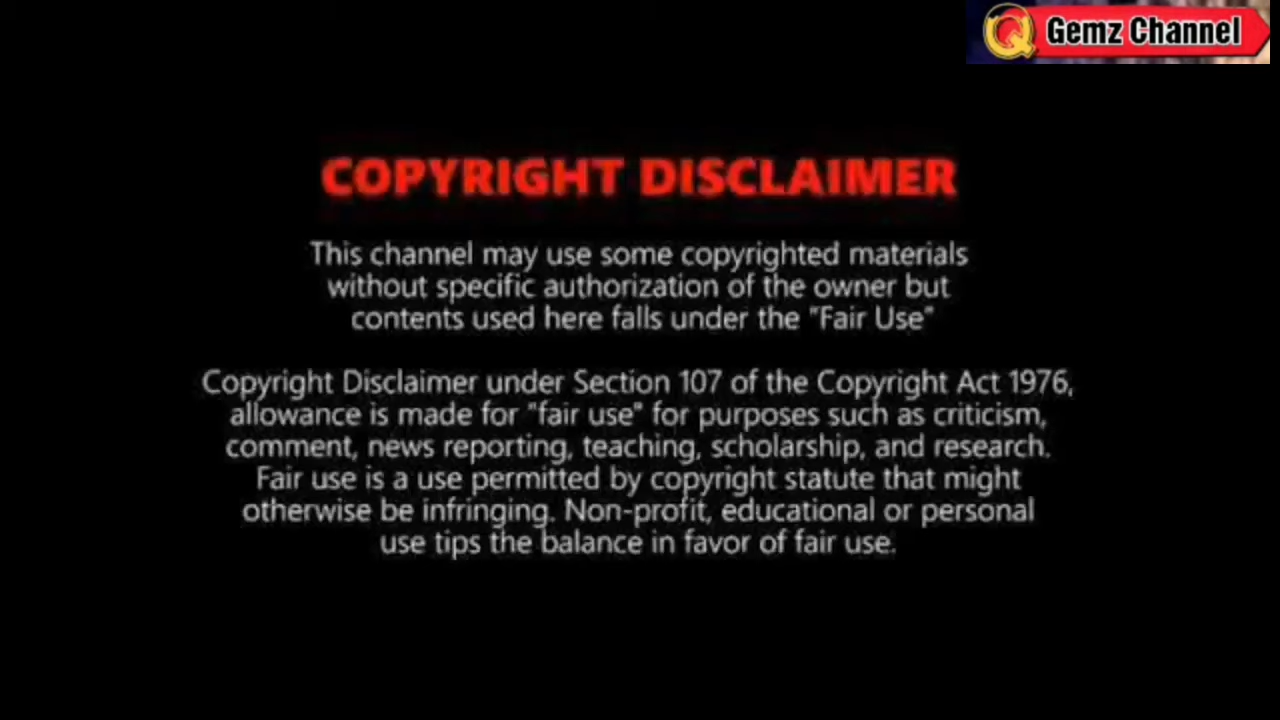 Gemz Channel
COPYRIGHT DISCLAIMER
This channel may use some copyrighted materials
without specific authorization of the owner but
contents used here falls under the "Fair Use"
Copyright Disclaimer under Section 107 of the Copyright Act 1976,
allowance is made for "fair use" for purposes such as criticism,
comment, news reporting, teaching, scholarship, and research.
Fair use is a use permitted by copyright statute that might
otherwise be infringing. Non-profit, educational or personal
use tips the balance in favor of fair use.